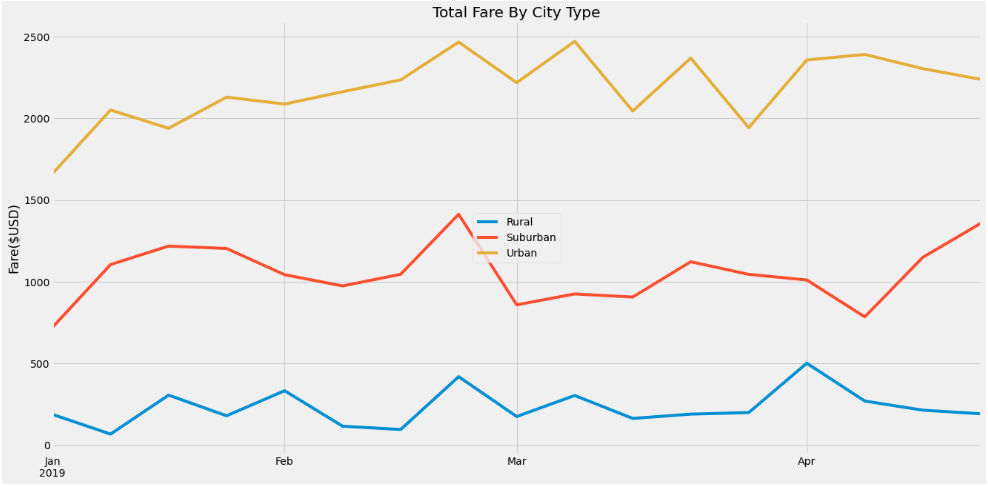 Total Fare By City Type
Fare($USD)
2500
2000
1500
1000
500
0
Rural
Suburban
Urban
Jan Feb Mar Apr
2019